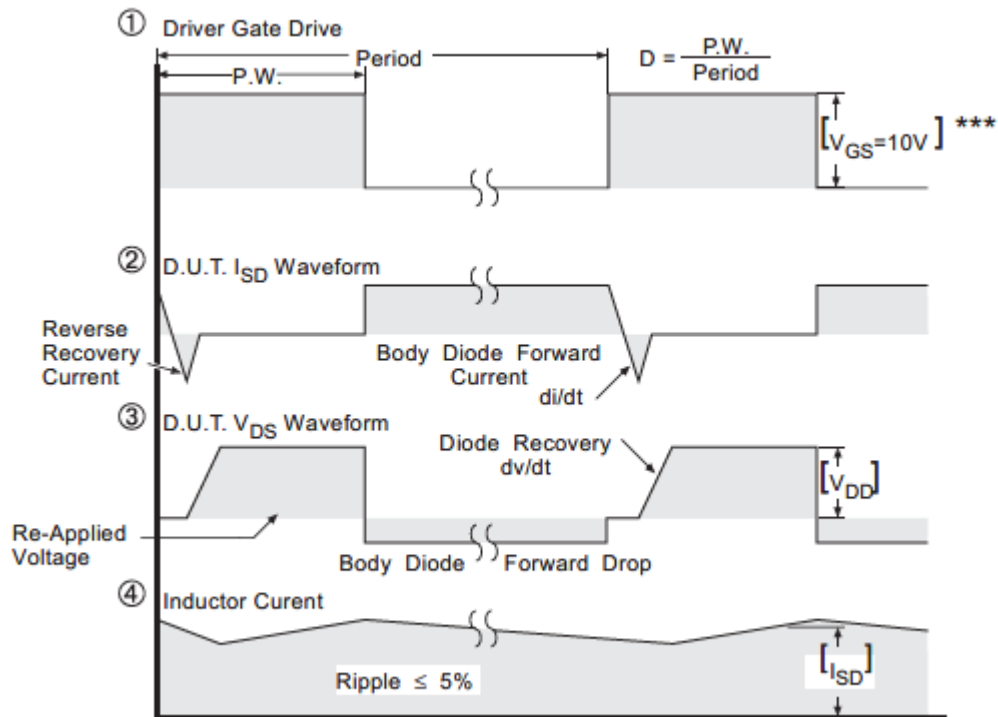 ① Driver Gate Drive
P.W.
Period
D = P.W.
Period
[VGS=10V] ***
② D.U.T. ISD Waveform
Reverse
Recovery
Current
Body Diode Forward
Current
di/dt
③ D.U.T. VDS Waveform
Diode Recovery
dv/dt
[VDD]
Re-Applied
Voltage
Body Diode Forward Drop
④ Inductor Curent
Ripple ≤ 5%
[ISD]